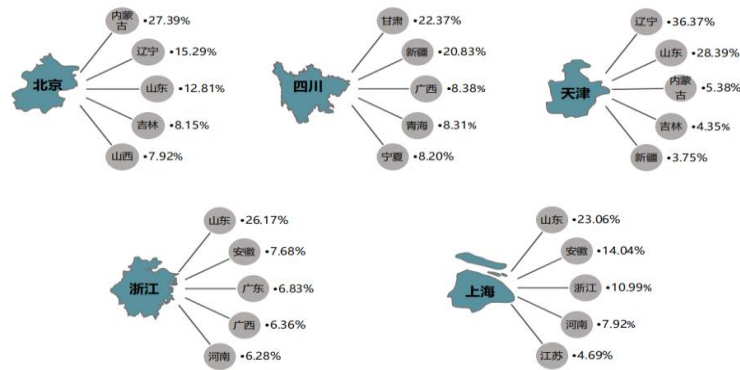 北京
内蒙
古
•27.39%
辽宁
•15.29%
山东
•12.81%
吉林
•8.15%
山西
•7.92%
四川
甘肃
•22.37%
新疆
•20.83%
广西
•8.38%
青海
•8.31%
宁夏
•8.20%
天津
辽宁
•36.37%
山东
•28.39%
内蒙
古
•5.38%
吉林
•4.35%
新疆
•3.75%
浙江
山东
•26.17%
安徽
•7.68%
广东
•6.83%
广西
•6.36%
河南
•6.28%
上海
山东
•23.06%
安徽
•14.04%
浙江
•10.99%
河南
•7.92%
江苏
•4.69%